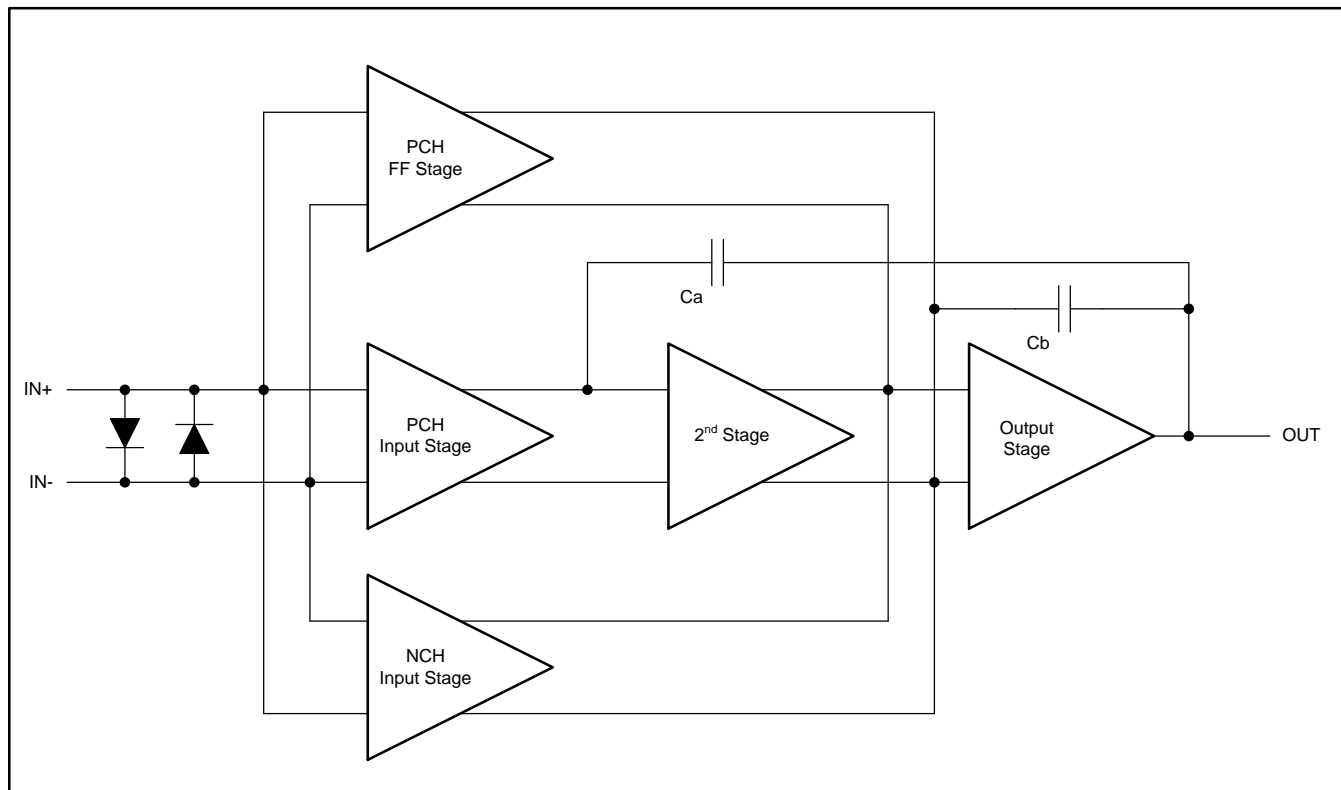 PCH
FF Stage
Ca
Cb
IN+
PCH
Input Stage
2nd Stage
Output
Stage
OUT
IN-
NCH
Input Stage